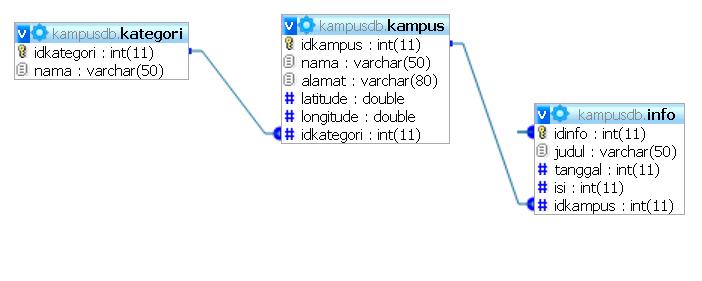 v kampusdb.kategori
idkategori : int(11)
nama : varchar(50)
v kampusdb.kampus
idkampus : int(11)
nama : varchar(50)
alamat : varchar(80)
# latitude : double
# longitude : double
# idkategori : int(11)
v kampusdb.info
idinfo : int(11)
judul : varchar(50)
# tanggal : int(11)
# isi : int(11)
# idkampus : int(11)